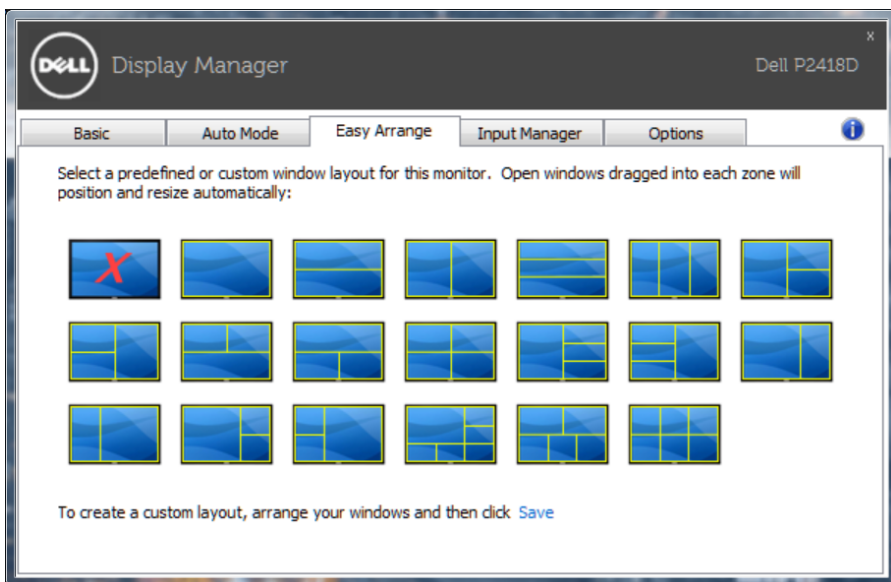 x
DELL Display Manager Dell P2418D
Basic Auto Mode Easy Arrange Input Manager Options i
Select a predefined or custom window layout for this monitor. Open windows dragged into each zone will
position and resize automatically:
X
To create a custom layout, arrange your windows and then click Save